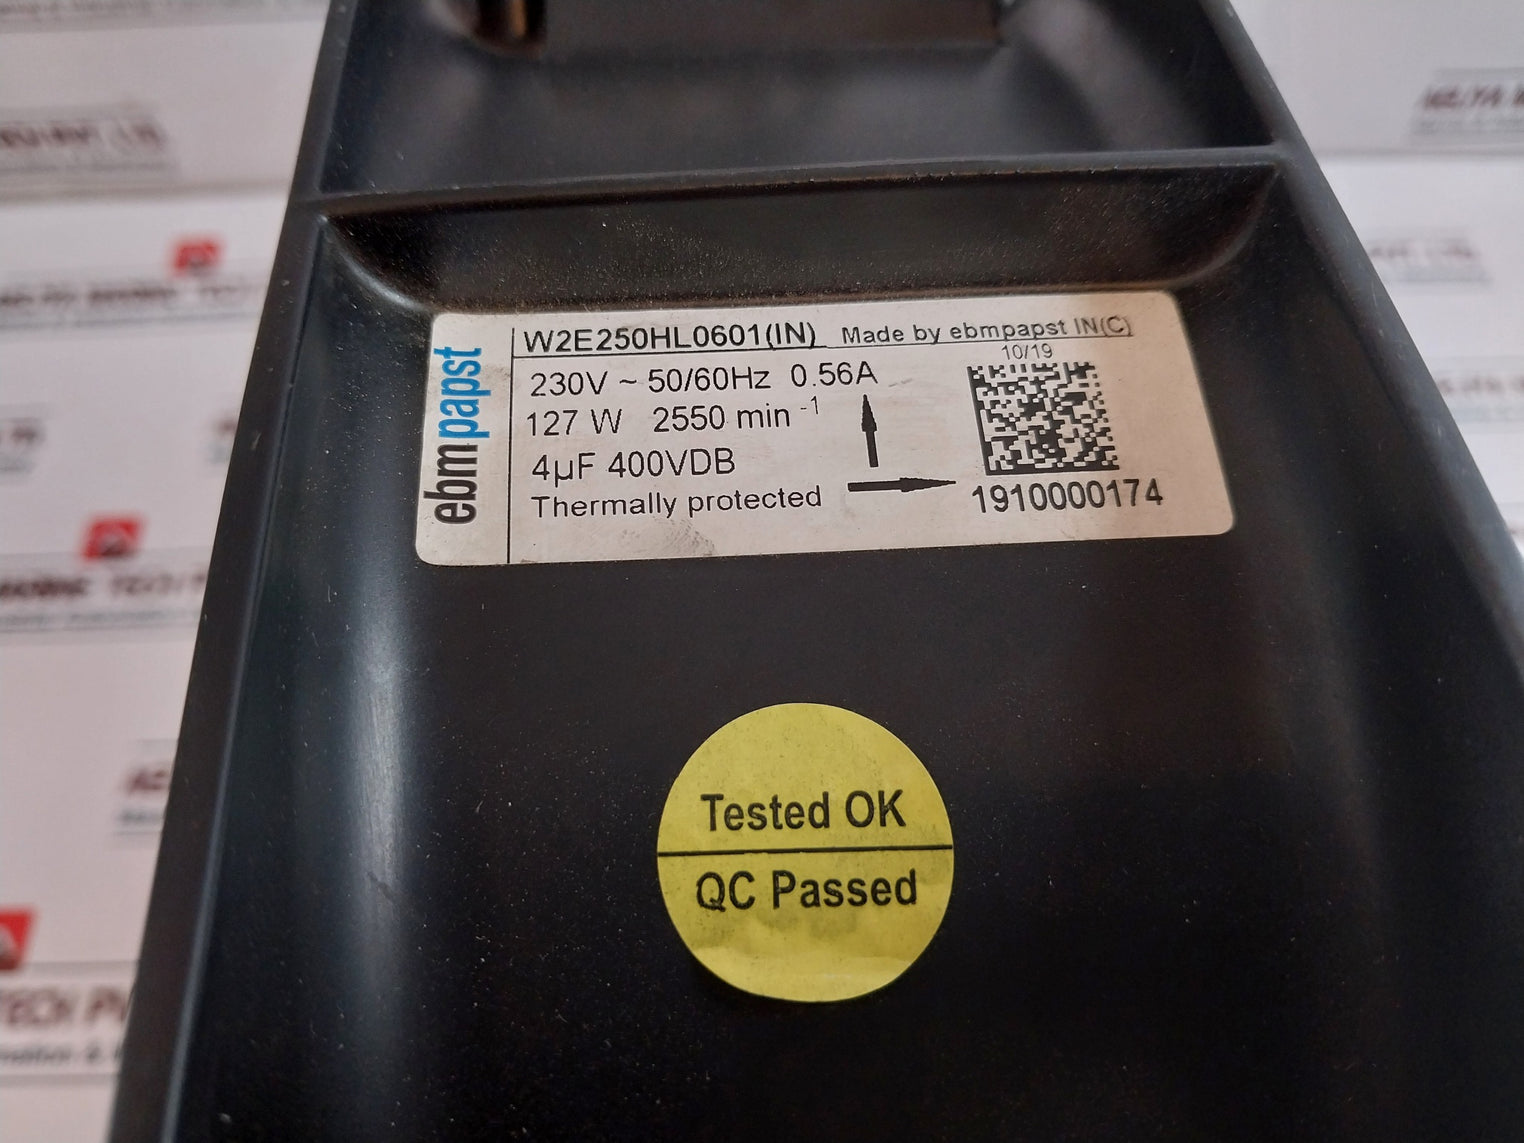 ebmpapst
W2E250HL0601(IN) Made by ebmpapst IN(C)
10/19
230V ~ 50/60Hz 0.56A
127 W 2550 min -1
4µF 400VDB
Thermally protected
1910000174
Tested OK
QC Passed